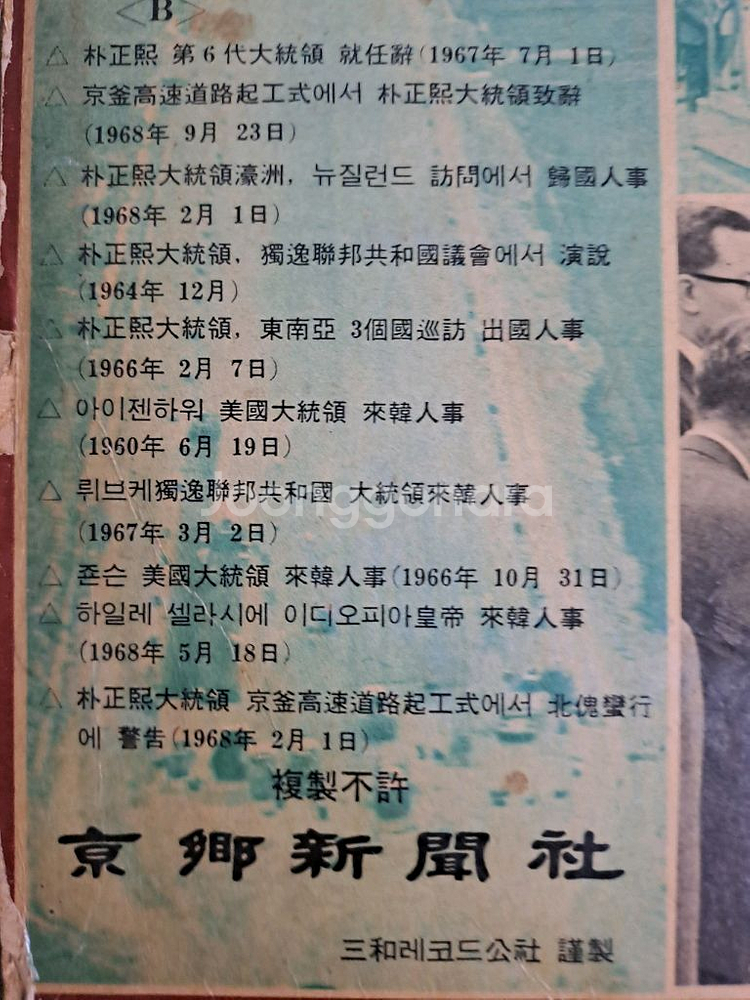 <B>
△ 朴正熙 第6代大統領 就任辭(1967年 7月 1日)
△ 京釜高速道路起工式에서 朴正熙大統領致辭
(1968年 9月 23日)
△ 朴正熙大統領濠洲, 뉴질런드 訪問에서 歸國人事
(1968年 2月 1日)
△ 朴正熙大統領, 獨逸聯邦共和國議會에서 演說
(1964年 12月)
△ 朴正熙大統領, 東南亞 3個國巡訪 出國人事
(1966年 2月 7日)
△ 아이젠하워 美國大統領 來韓人事
(1960年 6月 19日)
△ 뤼브케獨逸聯邦共和國 大統領來韓人事
(1967年 3月 2日)
△ 죤슨 美國大統領 來韓人事(1966年 10月 31日)
△ 하일레 셀라시에 이디오피아皇帝 來韓人事
(1968年 5月 18日)
△ 朴正熙大統領 京釜高速道路起工式에서 北傀蠻行
에 警告(1968年 2月 1日)
複製不許
京鄕新聞社
三和레코드公社 謹製
Joonggonara